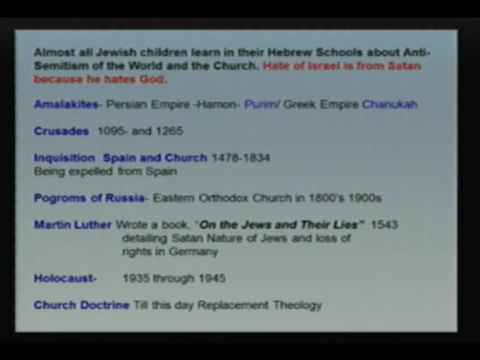 Almost all Jewish children learn in their Hebrew Schools about Anti-
Semitism of the World and the Church. Hate of Israel is from Satan
because he hates God.
Amalakites- Persian Empire -Hamon- Purim/ Greek Empire Chanukah
Crusades 1095- and 1265
Inquisition Spain and Church 1478-1834
Being expelled from Spain
Pogroms of Russia- Eastern Orthodox Church in 1800's 1900s
Martin Luther Wrote a book, "On the Jews and Their Lies" 1543
detailing Satan Nature of Jews and loss of
rights in Germany
Holocaust- 1935 through 1945
Church Doctrine Till this day Replacement Theology